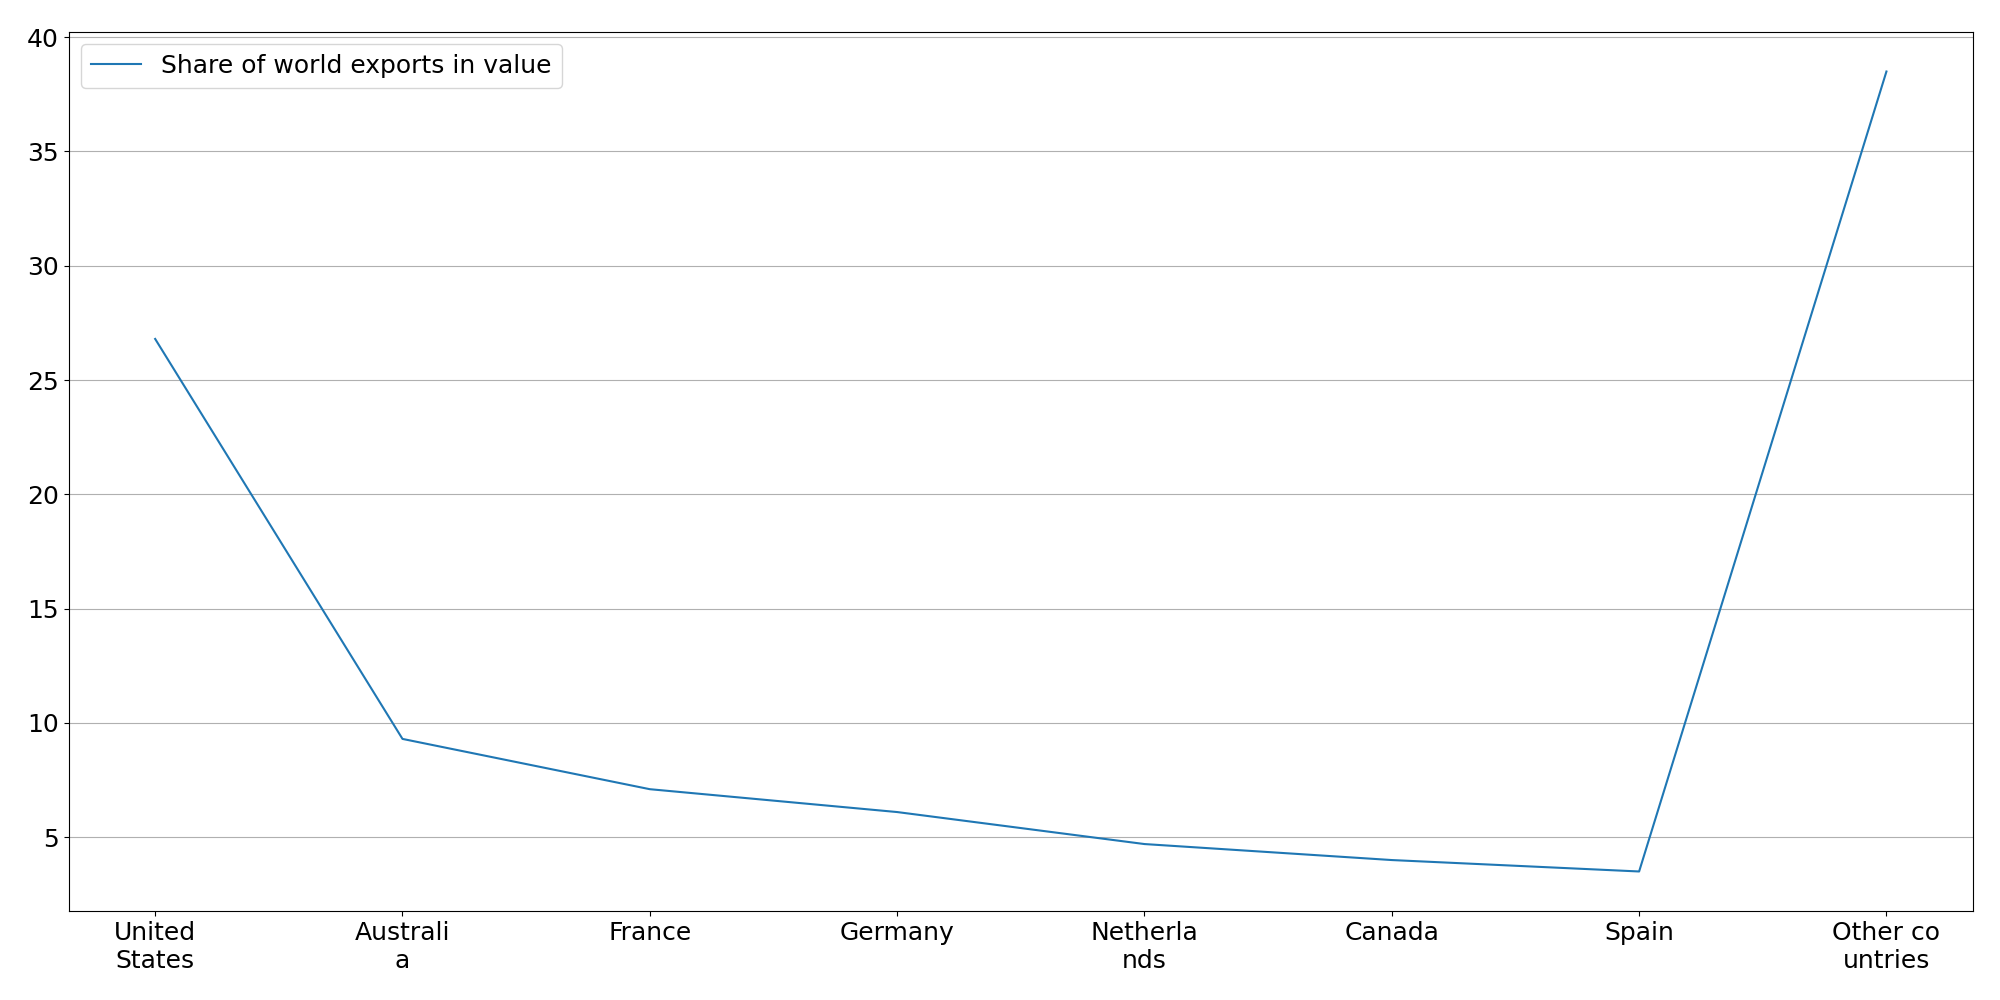 40
Share of world exports in value
35
30
25
20
15
10
5
United
States
Australi
a
France
Germany
Netherla
nds
Canada
Spain
Other co
untries